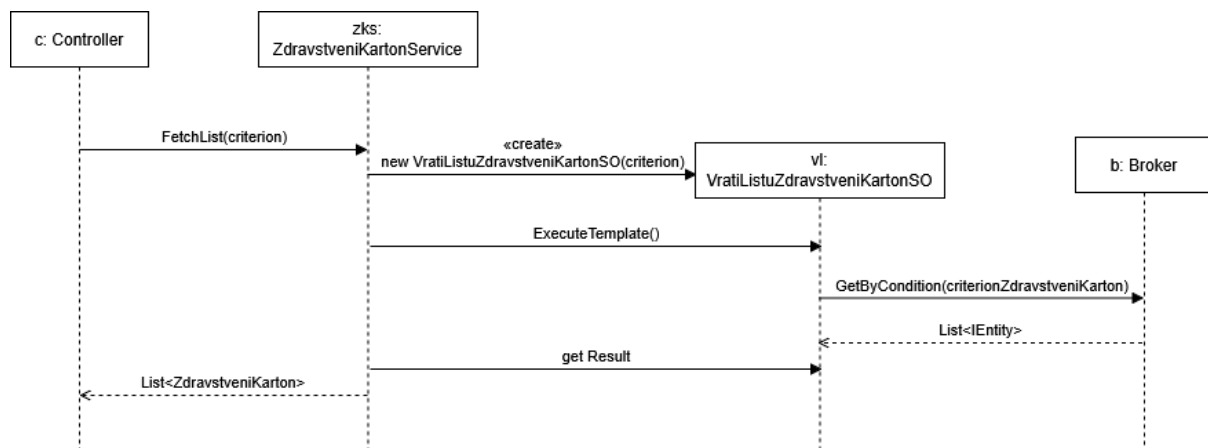 c: Controller
zks:
ZdravstveniKartonService
FetchList(criterion)
«create»
new VratiListuZdravstveniKartonSO(criterion)
vl:
VratiListuZdravstveniKartonSO
b: Broker
ExecuteTemplate()
GetByCondition(criterionZdravstveniKarton)
List<IEntity>
get Result
List<ZdravstveniKarton>